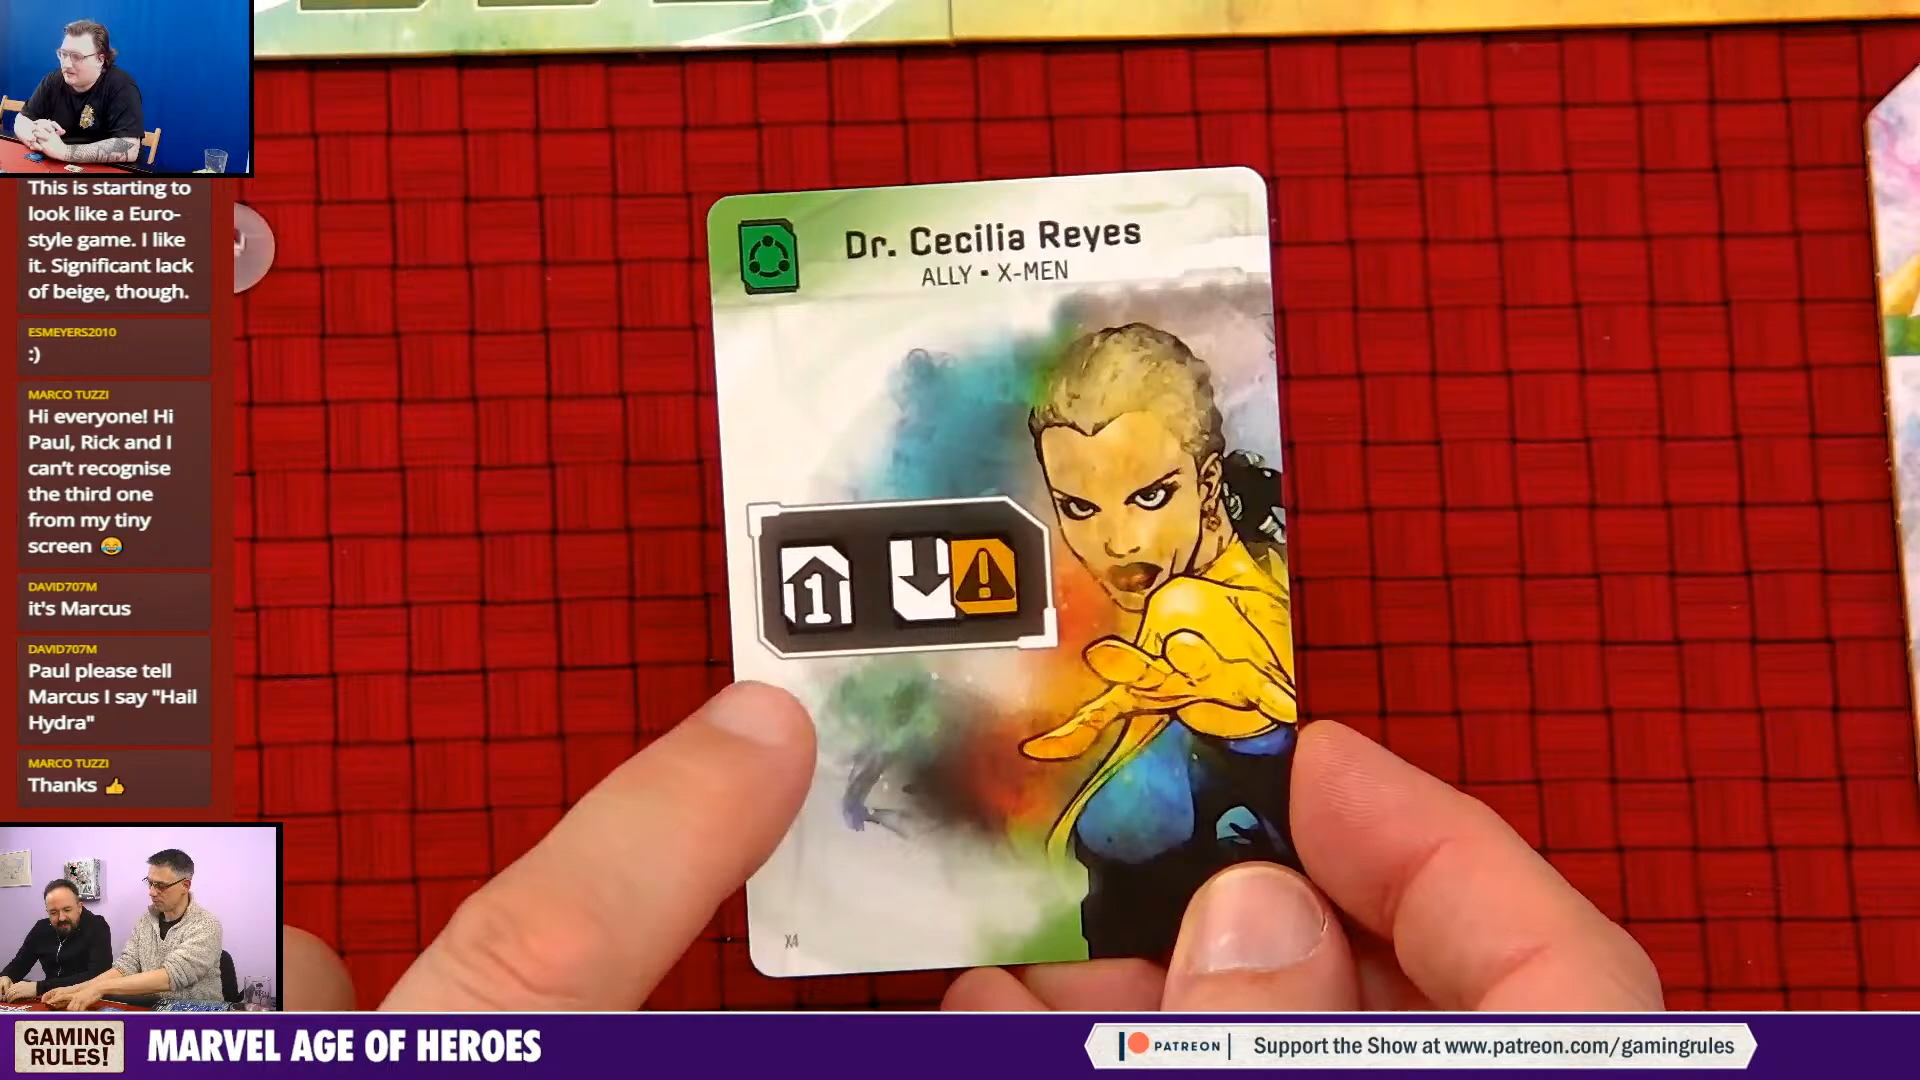 This is starting to
look like a Euro-
style game. I like
it. Significant lack
of beige, though.
ESMEYERS2010
:)
MARCO TUZZI
Hi everyone! Hi
Paul, Rick and I
can't recognise
the third one
from my tiny
screen 😂
DAVID707M
it's Marcus
DAVID707M
Paul please tell
Marcus I say "Hail
Hydra"
MARCO TUZZI
Thanks 👍
Dr. Cecilia Reyes
ALLY • X-MEN
1
!
X4
GAMING
RULES!
MARVEL AGE OF HEROES
PATREON
Support the Show at www.patreon.com/gamingrules